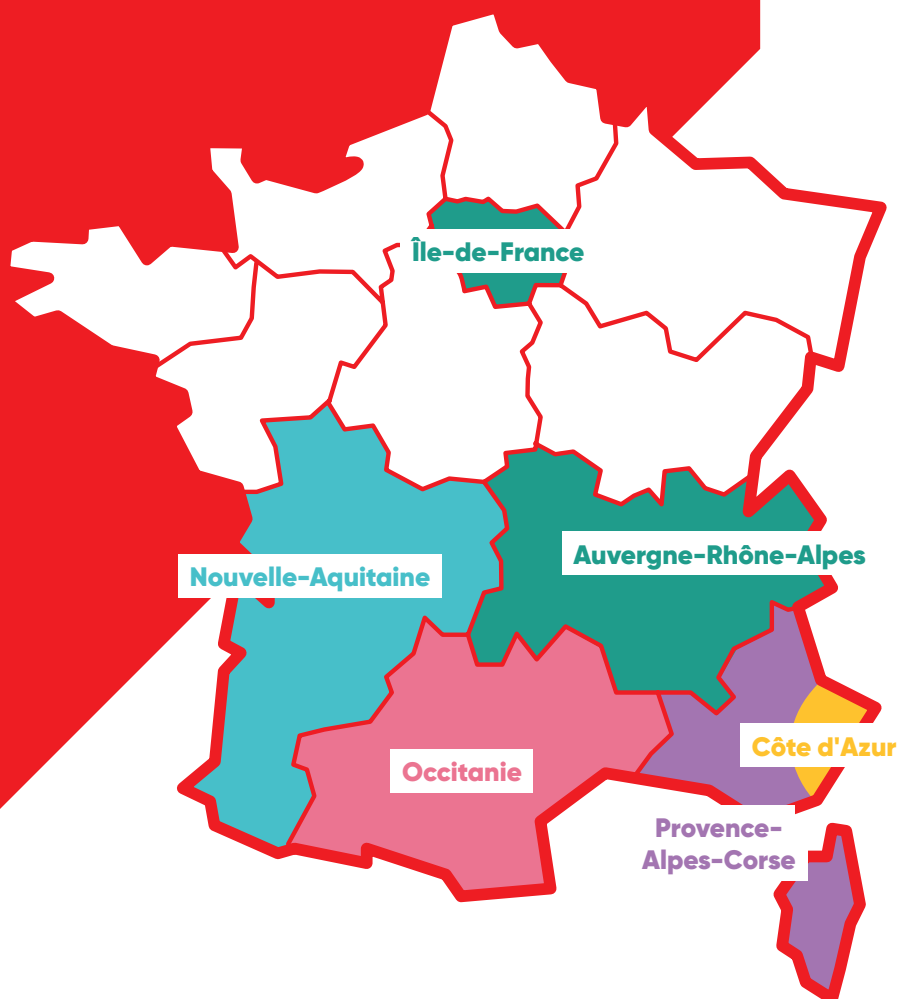 Île-de-France
Auvergne-Rhône-Alpes
Nouvelle-Aquitaine
Côte d'Azur
Occitanie
Provence-
Alpes-Corse